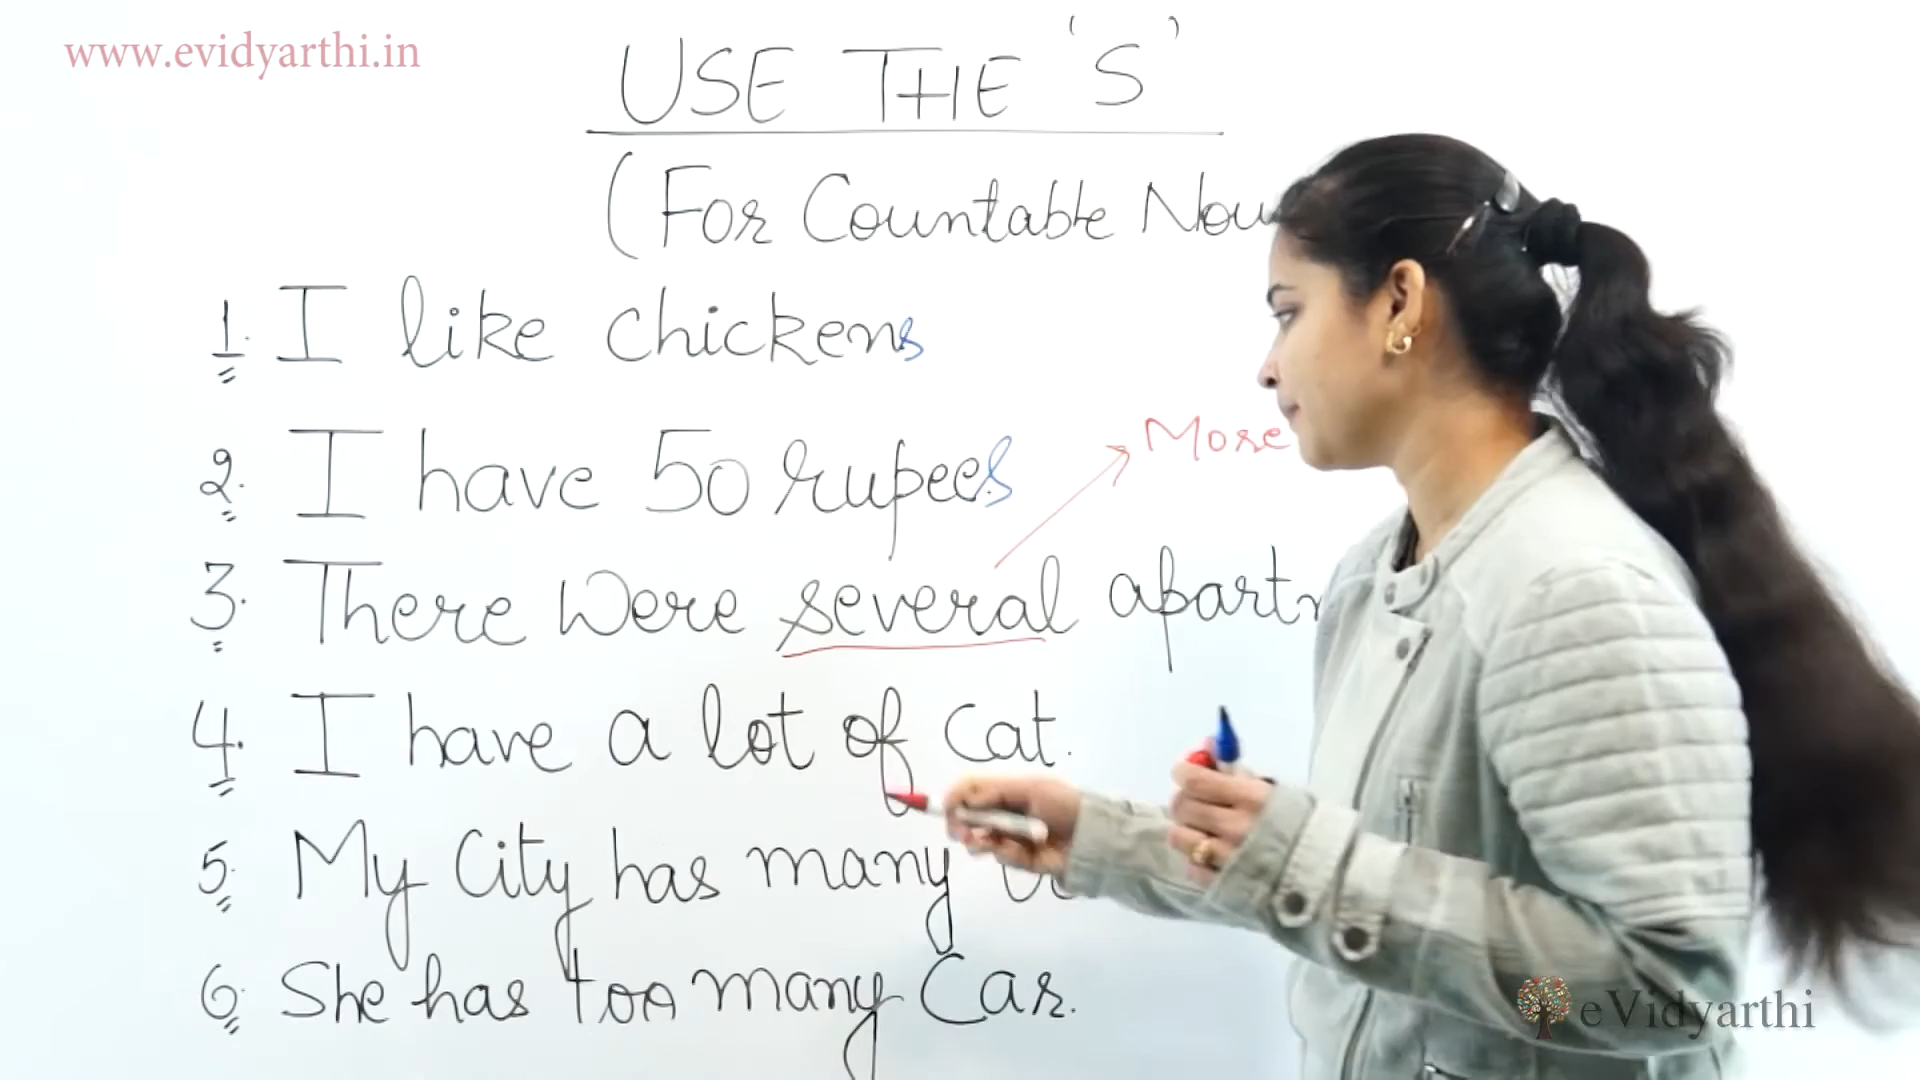 www.evidyarthi.in
USE THE 'S'
(For Countable Nou
1. I like chickens
2. I have 50 rupees
More
3. There were several apart
4. I have a lot of cat.
5. My City has many
6. She has too many Car.
eVidyarthi